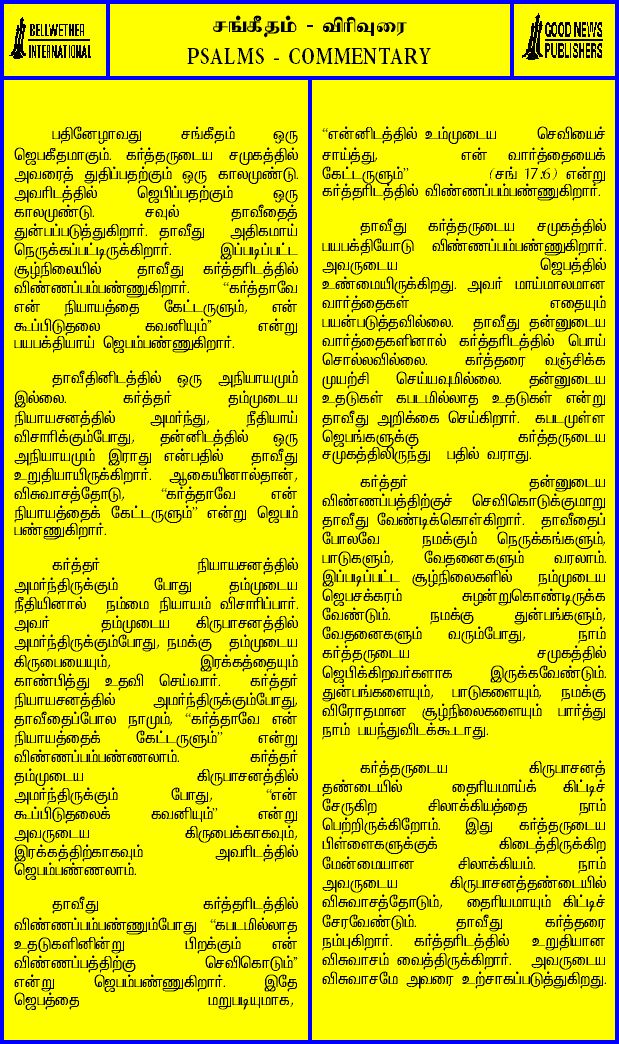 BELLWETHER
INTERNATIONAL
சங்கீதம் - விரிவுரை
PSALMS - COMMENTARY
GOOD NEWS
PUBLISHERS
பதினேழாவது சங்கீதம் ஒரு
ஜெபகீதமாகும். கர்த்தருடைய சமுகத்தில்
அவரைத் துதிப்பதற்கும் ஒரு காலமுண்டு.
அவரிடத்தில் ஜெபிப்பதற்கும் ஒரு
காலமுண்டு. சவுல் தாவீதைத்
துன்பப்படுத்துகிறார். தாவீது அதிகமாய்
நெருக்கப்பட்டிருக்கிறார். இப்படிப்பட்ட
சூழ்நிலையில் தாவீது கர்த்தரிடத்தில்
விண்ணப்பம்பண்ணுகிறார். “கர்த்தாவே
என் நியாயத்தை கேட்டருளும், என்
கூப்பிடுதலை கவனியும்” என்று
பயபக்தியாய் ஜெபம்பண்ணுகிறார்.
தாவீதினிடத்தில் ஒரு அநியாயமும்
இல்லை. கர்த்தர் தம்முடைய
நியாயசனத்தில் அமர்ந்து, நீதியாய்
விசாரிக்கும்போது, தன்னிடத்தில் ஒரு
அநியாயமும் இராது என்பதில் தாவீது
உறுதியாயிருக்கிறார். ஆகையினால்தான்,
விசுவாசத்தோடு, “கர்த்தாவே என்
நியாயத்தைக் கேட்டருளும்” என்று ஜெபம்
பண்ணுகிறார்.
கர்த்தர் நியாயசனத்தில்
அமர்ந்திருக்கும் போது தம்முடைய
நீதியினால் நம்மை நியாயம் விசாரிப்பார்.
அவர் தம்முடைய கிருபாசனத்தில்
அமர்ந்திருக்கும்போது, நமக்கு தம்முடைய
கிருபையையும், இரக்கத்தையும்
காண்பித்து உதவி செய்வார். கர்த்தர்
நியாயசனத்தில் அமர்ந்திருக்கும்போது,
தாவீதைப்போல நாமும், “கர்த்தாவே என்
நியாயத்தைக் கேட்டருளும்” என்று
விண்ணப்பம்பண்ணலாம். கர்த்தர்
தம்முடைய கிருபாசனத்தில்
அமர்ந்திருக்கும் போது, “என்
கூப்பிடுதலைக் கவனியும்” என்று
அவருடைய கிருபைக்காகவும்,
இரக்கத்திற்காகவும் அவரிடத்தில்
ஜெபம்பண்ணலாம்.
தாவீது கர்த்தரிடத்தில்
விண்ணப்பம்பண்ணும்போது “கபடமில்லாத
உதடுகளினின்று பிறக்கும் என்
விண்ணப்பத்திற்கு செவிகொடும்”
என்று ஜெபம்பண்ணுகிறார். இதே
ஜெபத்தை மறுபடியுமாக,
“என்னிடத்தில் உம்முடைய செவியைச்
சாய்த்து, என் வார்த்தையைக்
கேட்டருளும்” (சங் 17:6) என்று
கர்த்தரிடத்தில் விண்ணப்பம்பண்ணுகிறார்.
தாவீது கர்த்தருடைய சமுகத்தில்
பயபக்தியோடு விண்ணப்பம்பண்ணுகிறார்.
அவருடைய ஜெபத்தில்
உண்மையிருக்கிறது. அவர் மாய்மாலமான
வார்த்தைகள் எதையும்
பயன்படுத்தவில்லை. தாவீது தன்னுடைய
வார்த்தைகளினால் கர்த்தரிடத்தில் பொய்
சொல்லவில்லை. கர்த்தரை வஞ்சிக்க
முயற்சி செய்யவுமில்லை. தன்னுடைய
உதடுகள் கபடமில்லாத உதடுகள் என்று
தாவீது அறிக்கை செய்கிறார். கபடமுள்ள
ஜெபங்களுக்கு கர்த்தருடைய
சமுகத்திலிருந்து பதில் வராது.
கர்த்தர் தன்னுடைய
விண்ணப்பத்திற்குச் செவிகொடுக்குமாறு
தாவீது வேண்டிக்கொள்கிறார். தாவீதைப்
போலவே நமக்கும் நெருக்கங்களும்,
பாடுகளும், வேதனைகளும் வரலாம்.
இப்படிப்பட்ட சூழ்நிலைகளில் நம்முடைய
ஜெபசக்கரம் சுழன்றுகொண்டிருக்க
வேண்டும். நமக்கு துன்பங்களும்,
வேதனைகளும் வரும்போது, நாம்
கர்த்தருடைய சமுகத்தில்
ஜெபிக்கிறவர்களாக இருக்கவேண்டும்.
துன்பங்களையும், பாடுகளையும், நமக்கு
விரோதமான சூழ்நிலைகளையும் பார்த்து
நாம் பயந்துவிடக்கூடாது.
கர்த்தருடைய கிருபாசனத்
தண்டையில் தைரியமாய்க் கிட்டிச்
சேருகிற சிலாக்கியத்தை நாம்
பெற்றிருக்கிறோம். இது கர்த்தருடைய
பிள்ளைகளுக்குக் கிடைத்திருக்கிற
மேன்மையான சிலாக்கியம். நாம்
அவருடைய கிருபாசனத்தண்டையில்
விசுவாசத்தோடும், தைரியமாயும் கிட்டிச்
சேரவேண்டும். தாவீது கர்த்தரை
நம்புகிறார். கர்த்தரிடத்தில் உறுதியான
விசுவாசம் வைத்திருக்கிறார். அவருடைய
விசுவாசமே அவரை உற்சாகப்படுத்துகிறது.